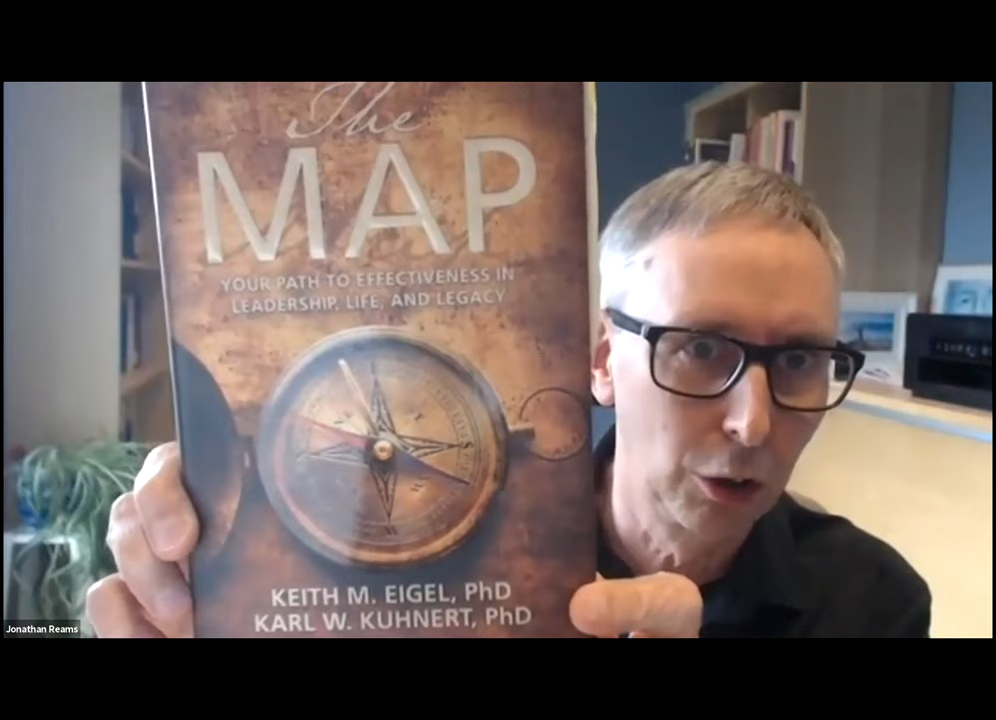 The
MAP
YOUR PATH TO EFFECTIVENESS IN
LEADERSHIP, LIFE, AND LEGACY
KEITH M. EIGEL, PhD
KARL W. KUHNERT, PhD
Jonathan Reams